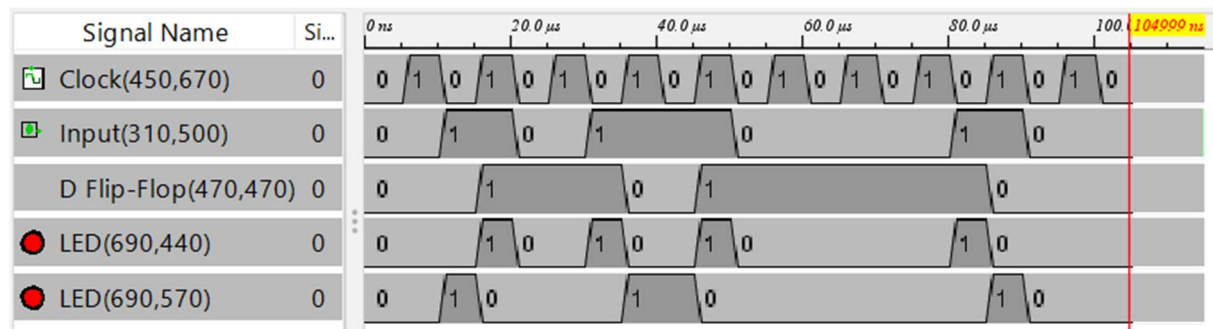 Signal Name Si... 0 ns 20.0 µs 40.0 µs 60.0 µs 80.0 µs 100. 104999 ns
Clock(450,670) 0 0 1 0 1 0 1 0 1 0 1 0 1 0 1 0 1 0 1 0 1 0
Input(310,500) 0 0 1 0 1 0 1 0
D Flip-Flop(470,470) 0 0 1 0 1 0
LED(690,440) 0 0 1 0 1 0 1 0 1 0
LED(690,570) 0 0 1 0 1 0 1 0